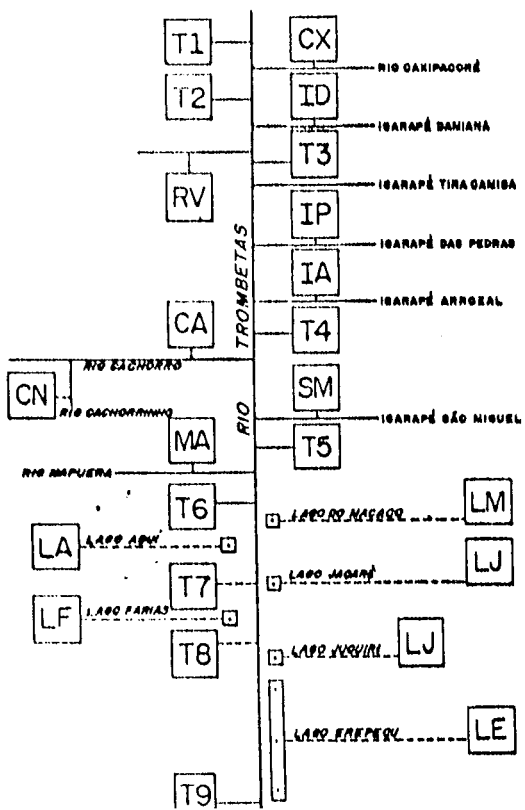 T1
CX
RIO CAXIPACORÉ
T2
ID
IGARAPÉ DANIANA
T3
RV
IGARAPÉ TIRA CAMISA
IP
IGARAPÉ DAS PEDRAS
RIO TROMBETAS
IA
IGARAPÉ ARROZAL
CA
T4
RIO CACHORRO
CN
RIO CACHORRINHO
SM
IGARAPÉ SÃO MIGUEL
MA
T5
RIO MAPUERA
T6
LAGO DO MACACO
LM
LA
LAGO AQUÍ
T7
LAGO JACARÉ
LJ
LF
LAGO FARIAS
T8
LAGO JUQUIRI
LJ
LAGO EREPECU
LE
T9